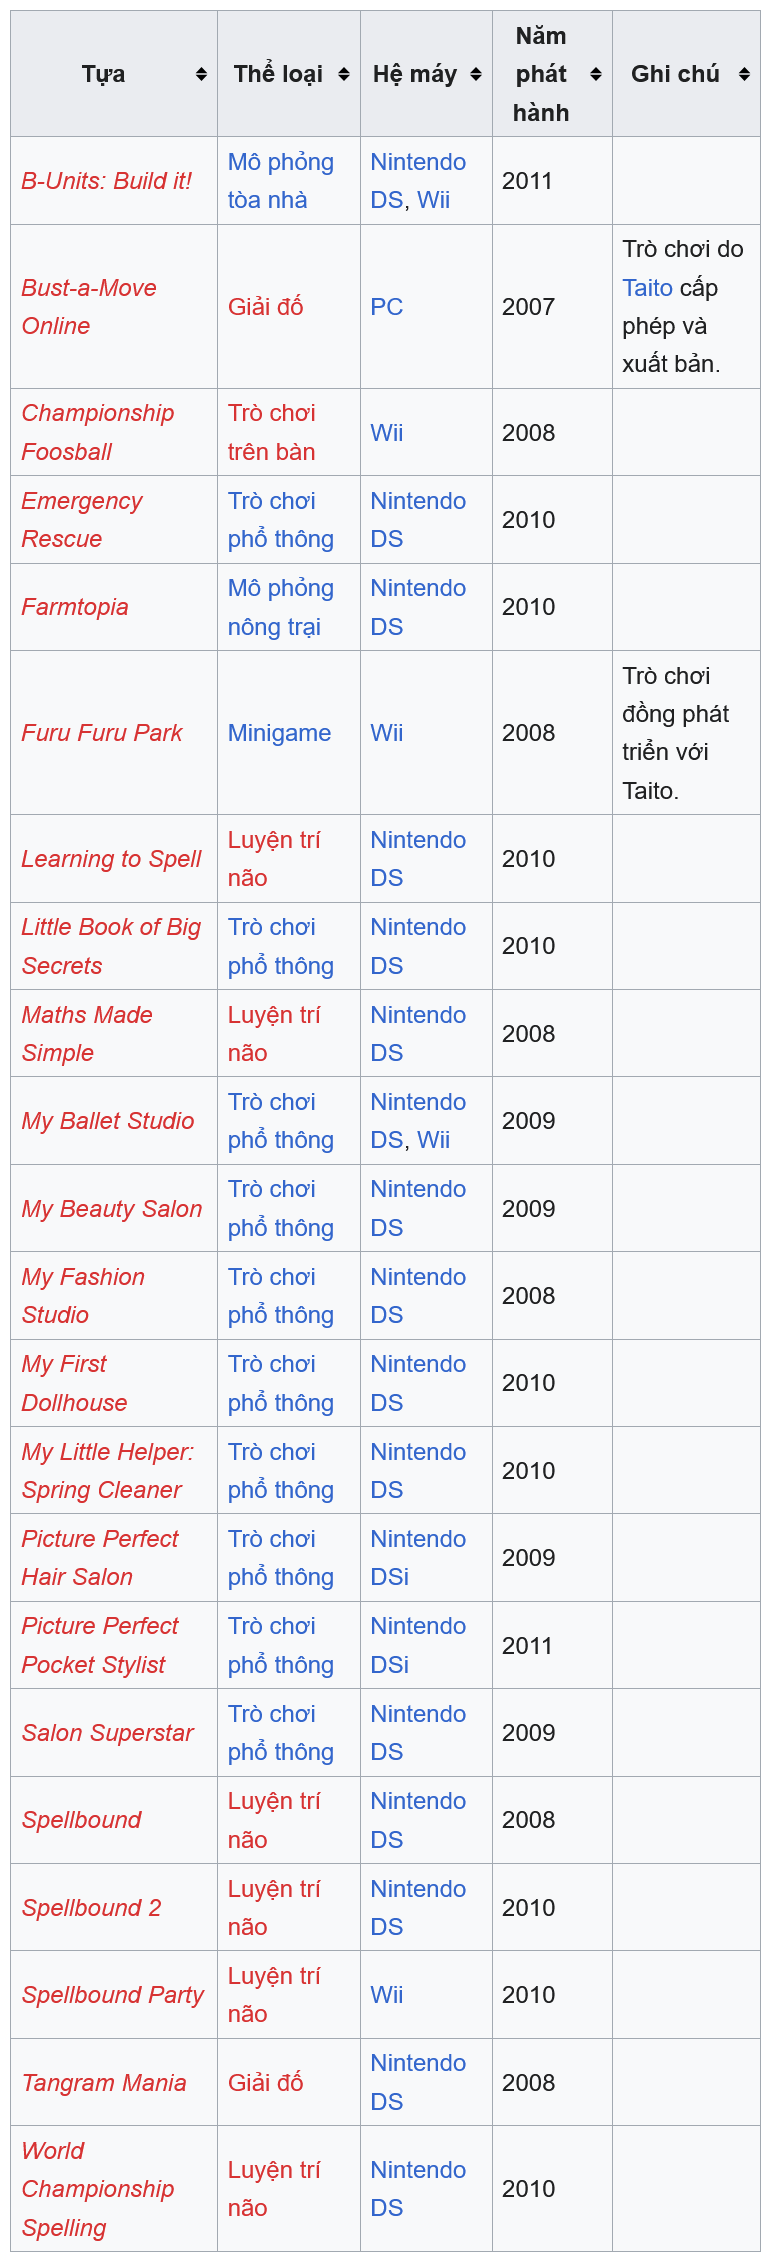 Tựa
Thể loại
Hệ máy
Năm
phát
hành
Ghi chú
B-Units: Build it!
Mô phỏng
tòa nhà
Nintendo
DS, Wii
2011
Bust-a-Move
Online
Giải đố
PC
2007
Trò chơi do
Taito cấp
phép và
xuất bản.
Championship
Foosball
Trò chơi
trên bàn
Wii
2008
Emergency
Rescue
Trò chơi
phổ thông
Nintendo
DS
2010
Farmtopia
Mô phỏng
nông trại
Nintendo
DS
2010
Furu Furu Park
Minigame
Wii
2008
Trò chơi
đồng phát
triển với
Taito.
Learning to Spell
Luyện trí
não
Nintendo
DS
2010
Little Book of Big
Secrets
Trò chơi
phổ thông
Nintendo
DS
2010
Maths Made
Simple
Luyện trí
não
Nintendo
DS
2008
My Ballet Studio
Trò chơi
phổ thông
Nintendo
DS, Wii
2009
My Beauty Salon
Trò chơi
phổ thông
Nintendo
DS
2009
My Fashion
Studio
Trò chơi
phổ thông
Nintendo
DS
2008
My First
Dollhouse
Trò chơi
phổ thông
Nintendo
DS
2010
My Little Helper:
Spring Cleaner
Trò chơi
phổ thông
Nintendo
DS
2010
Picture Perfect
Hair Salon
Trò chơi
phổ thông
Nintendo
DSi
2009
Picture Perfect
Pocket Stylist
Trò chơi
phổ thông
Nintendo
DSi
2011
Salon Superstar
Trò chơi
phổ thông
Nintendo
DS
2009
Spellbound
Luyện trí
não
Nintendo
DS
2008
Spellbound 2
Luyện trí
não
Nintendo
DS
2010
Spellbound Party
Luyện trí
não
Wii
2010
Tangram Mania
Giải đố
Nintendo
DS
2008
World
Championship
Spelling
Luyện trí
não
Nintendo
DS
2010